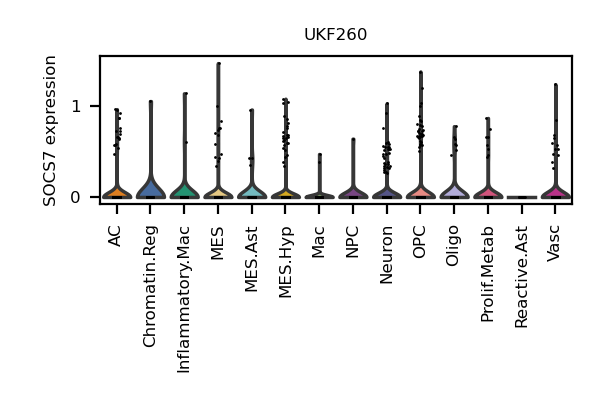 UKF260
SOCS7 expression
1
0
AC
Chromatin.Reg
Inflammatory.Mac
MES
MES.Ast
MES.Hyp
Mac
NPC
Neuron
OPC
Oligo
Prolif.Metab
Reactive.Ast
Vasc